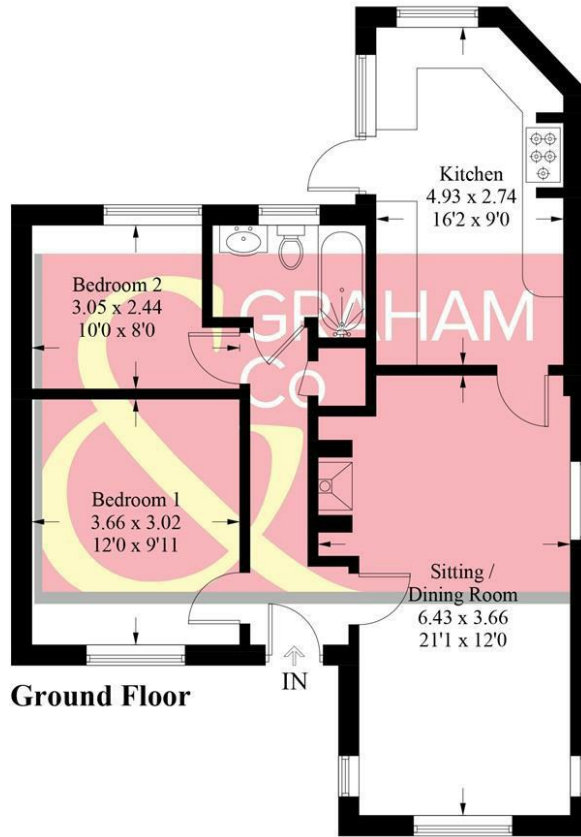 Kitchen
4.93 x 2.74
16'2 x 9'0
Bedroom 2
3.05 x 2.44
10'0 x 8'0
&
GRAHAM
Co
Bedroom 1
3.66 x 3.02
12'0 x 9'11
Sitting /
Dining Room
6.43 x 3.66
21'1 x 12'0
IN
Ground Floor